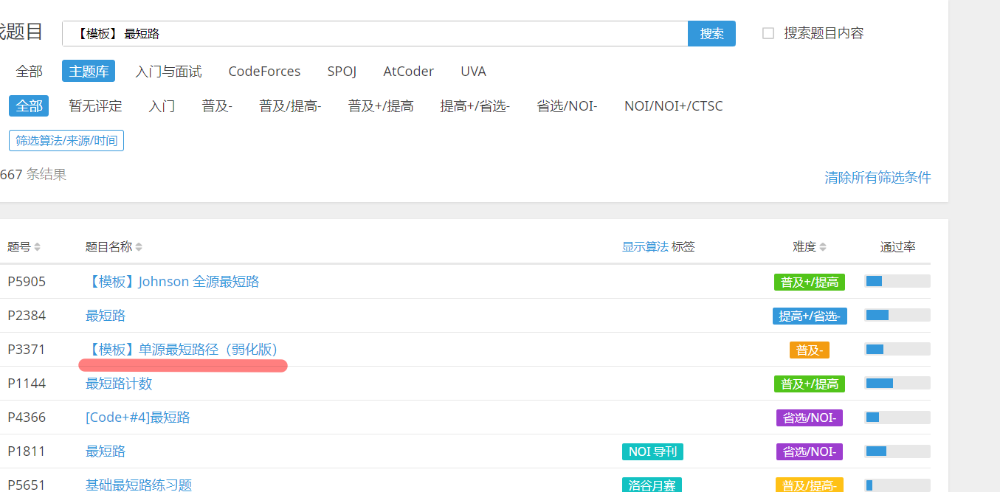 找题目 【模板】 最短路 搜索 搜索题目内容
全部 主题库 入门与面试 CodeForces SPOJ AtCoder UVA
全部 暂无评定 入门 普及- 普及/提高- 普及+/提高 提高+/省选- 省选/NOI- NOI/NOI+/CTSC
筛选算法/来源/时间
667 条结果 清除所有筛选条件
题号 题目名称 显示算法 标签 难度 通过率
P5905 【模板】Johnson 全源最短路 普及+/提高
P2384 最短路 提高+/省选-
P3371 【模板】单源最短路径（弱化版） 普及-
P1144 最短路计数 普及+/提高
P4366 [Code+#4]最短路 省选/NOI-
P1811 最短路 NOI 导刊 省选/NOI-
P5651 基础最短路练习题 洛谷月赛 普及/提高-